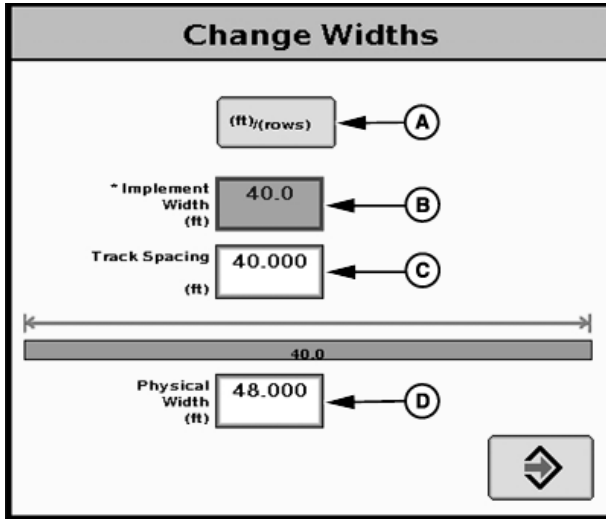 Change Widths
(ft)/(rows)
A
* Implement
Width
(ft)
40.0
B
Track Spacing
(ft)
40.000
C
40.0
Physical
Width
(ft)
48.000
D